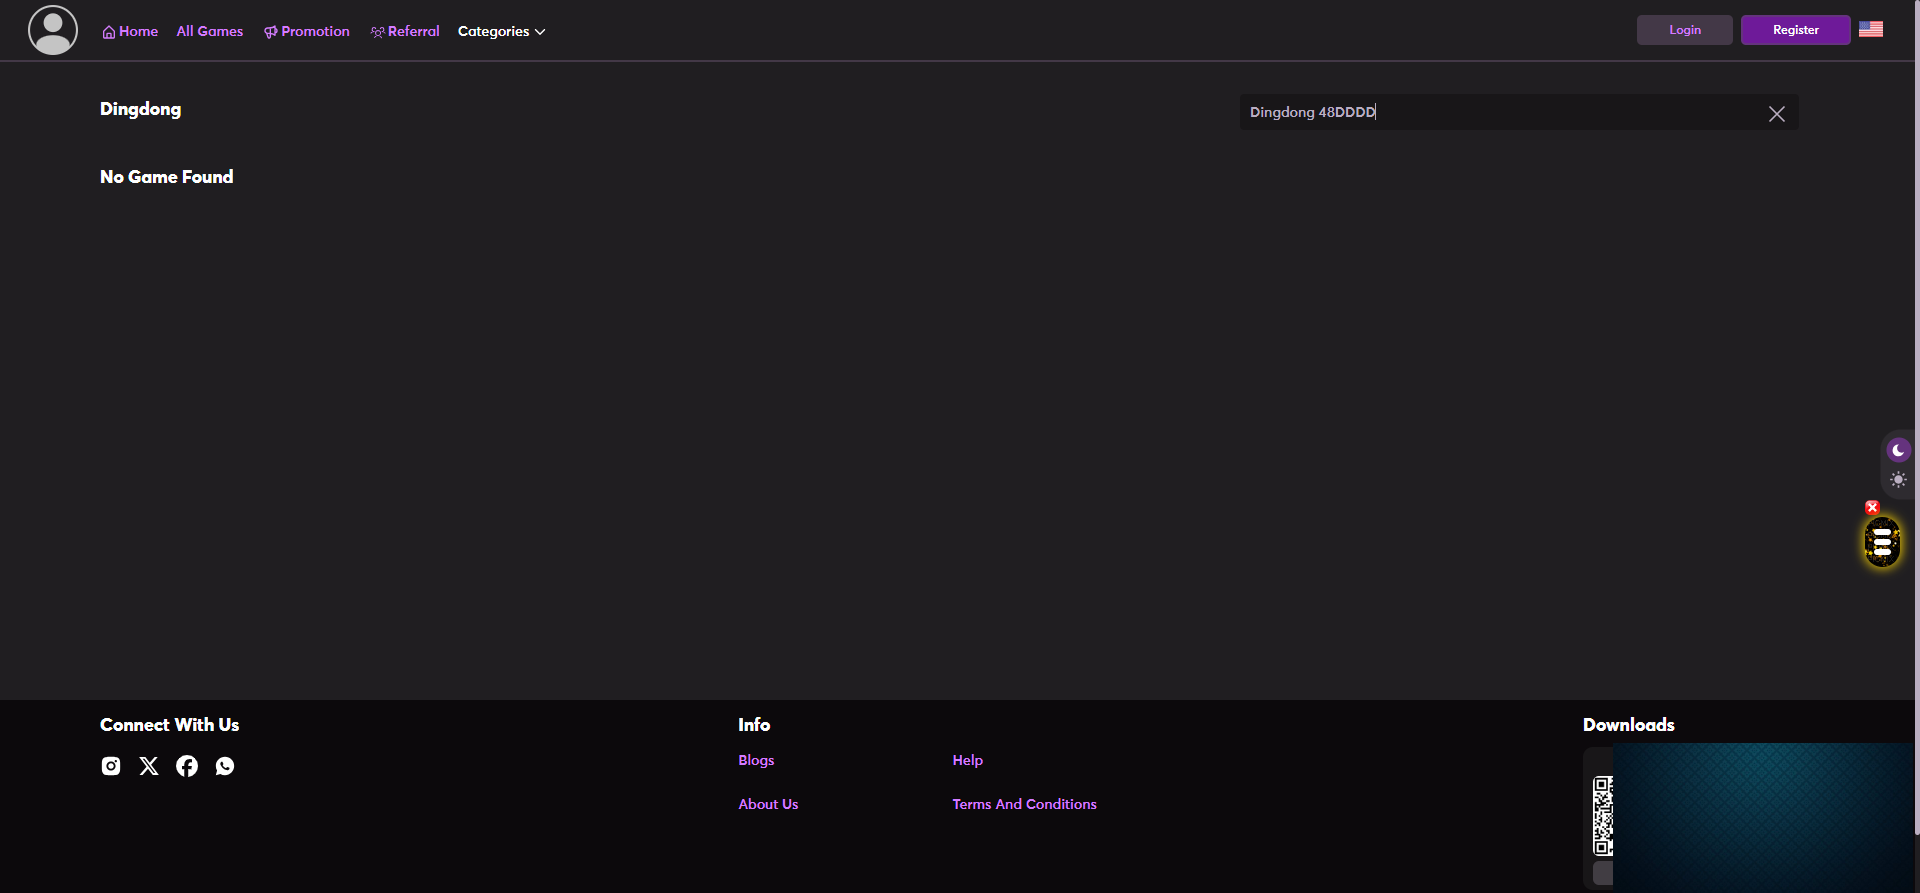 Home
All Games
Promotion
Referral
Categories
Login
Register
Dingdong
Dingdong 48DDDD
No Game Found
Connect With Us
Info
Downloads
Blogs
Help
About Us
Terms And Conditions